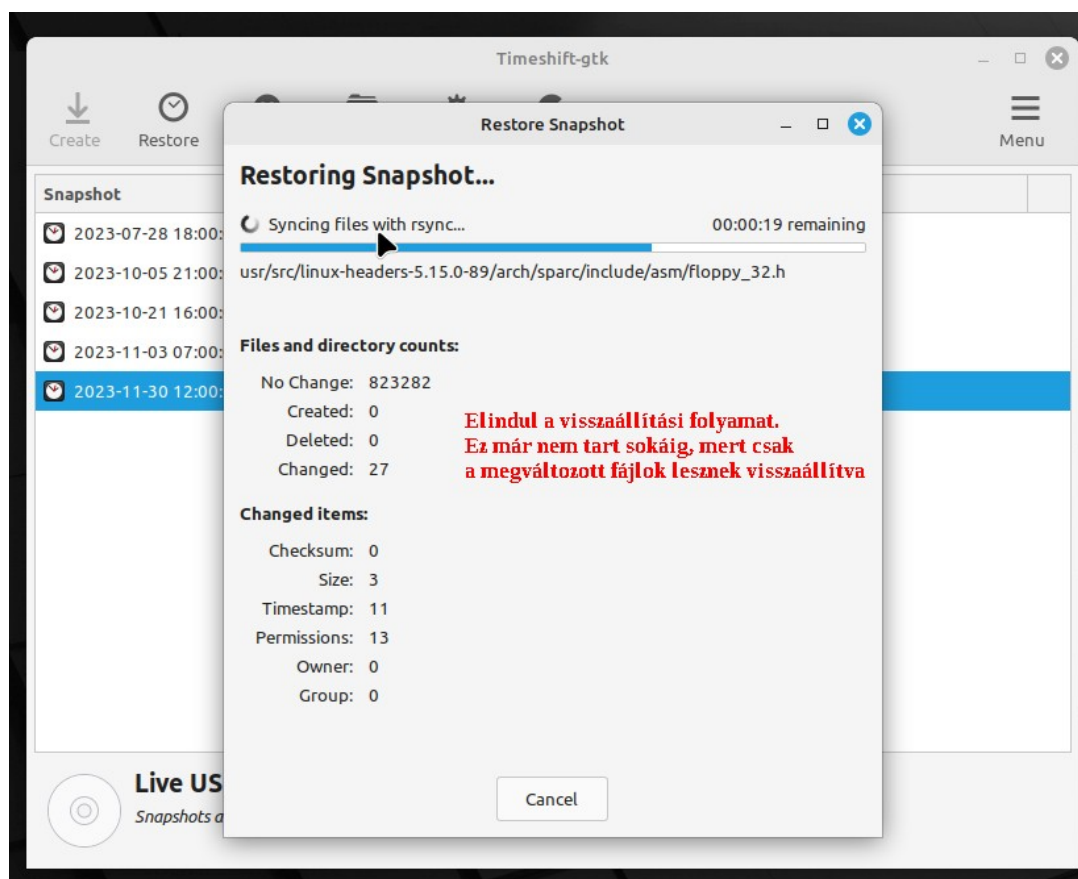 Timeshift-gtk
Create
Restore
Menu
Restore Snapshot
Restoring Snapshot...
Syncing files with rsync...
00:00:19 remaining
usr/src/linux-headers-5.15.0-89/arch/sparc/include/asm/floppy_32.h
Snapshot
2023-07-28 18:00:
2023-10-05 21:00:
2023-10-21 16:00:
2023-11-03 07:00:
2023-11-30 12:00:
Files and directory counts:
No Change: 823282
Created: 0
Deleted: 0
Changed: 27
Elindul a visszaállítási folyamat.
Ez már nem tart sokáig, mert csak
a megváltozott fájlok lesznek visszaállítva
Changed items:
Checksum: 0
Size: 3
Timestamp: 11
Permissions: 13
Owner: 0
Group: 0
Cancel
Live US
Snapshots a